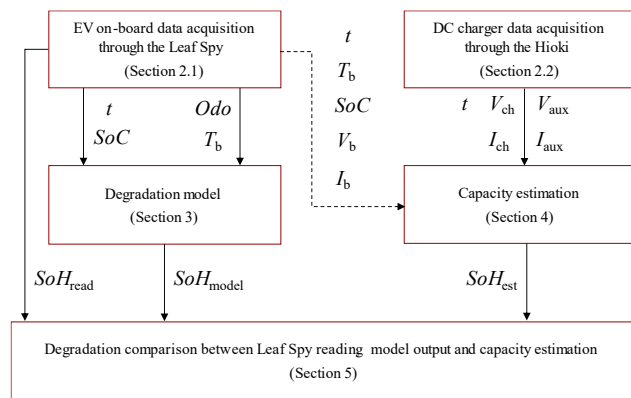 EV on-board data acquisition
through the Leaf Spy
(Section 2.1)
DC charger data acquisition
through the Hioki
(Section 2.2)
t
SoC
Odo
T_b
t
T_b
SoC
V_b
I_b
t V_ch V_aux
I_ch I_aux
Degradation model
(Section 3)
Capacity estimation
(Section 4)
SoH_read
SoH_model
SoH_est
Degradation comparison between Leaf Spy reading model output and capacity estimation
(Section 5)